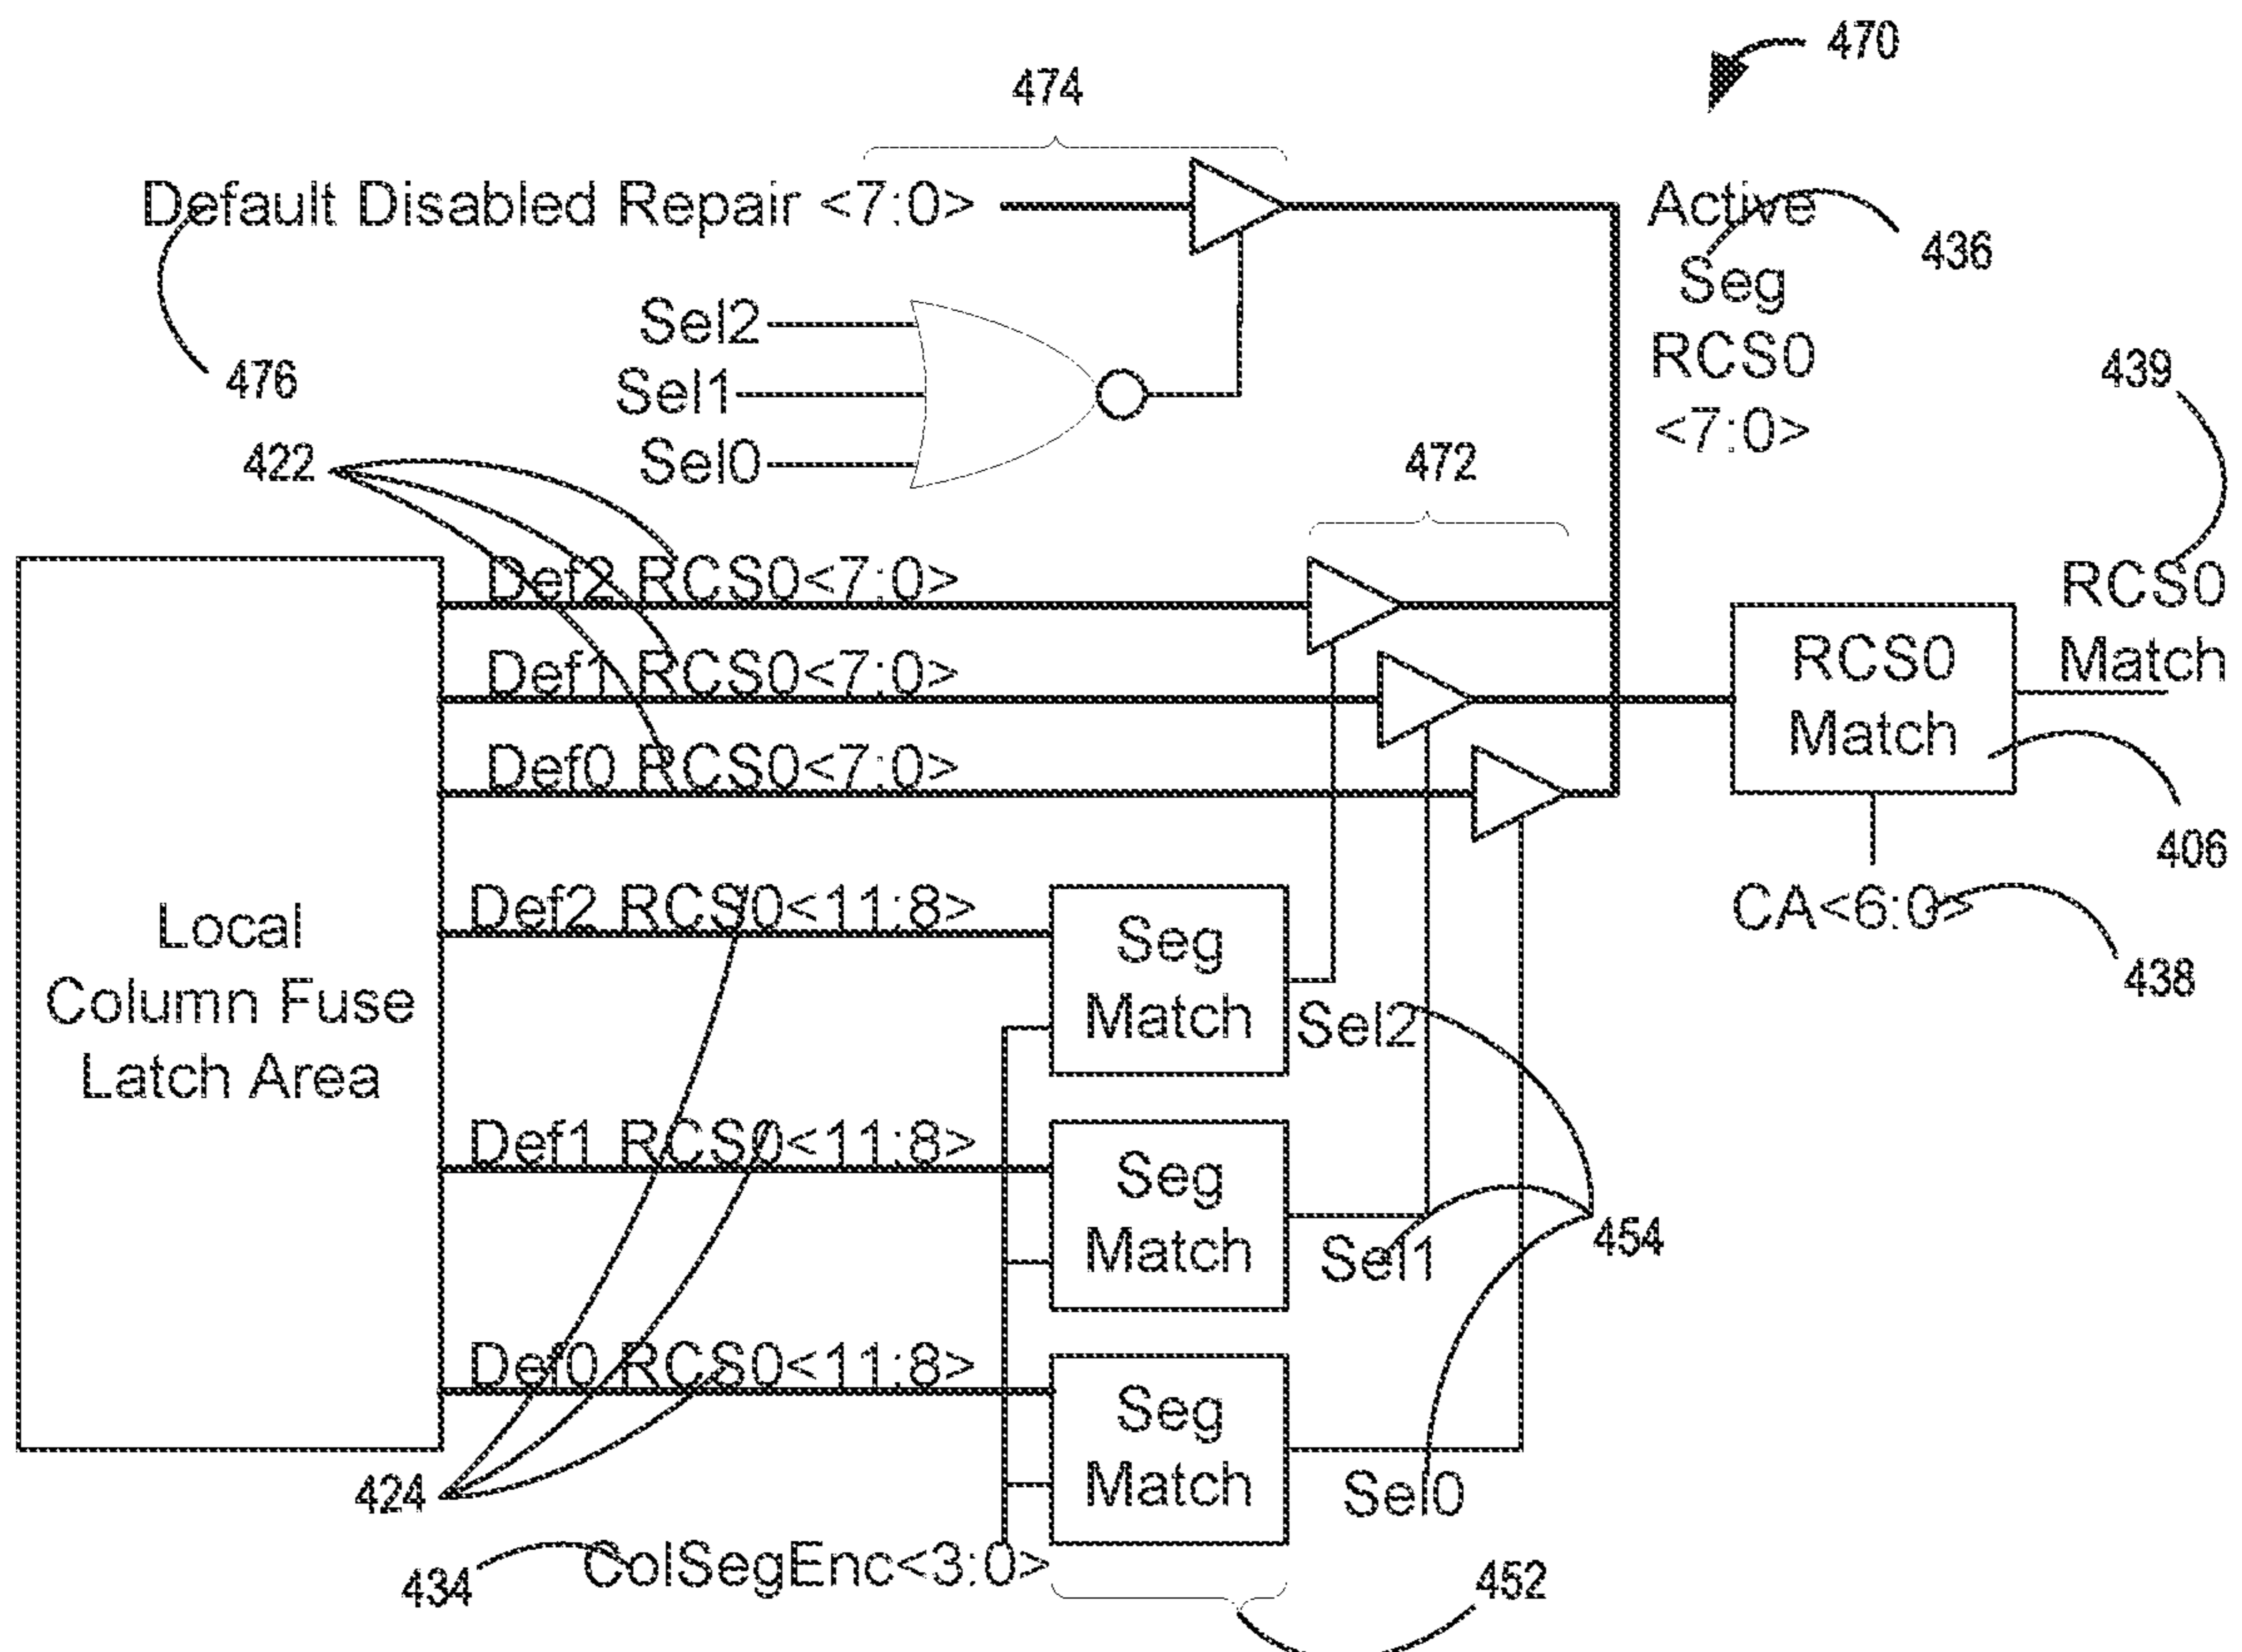 470
474
Default Disabled Repair <7:0>
Active
Seg
RCS0
<7:0>
436
Sel2
Sel1
Sel0
476
439
422
472
Def2 RCS0<7:0>
Def1 RCS0<7:0>
Def0 RCS0<7:0>
RCS0
Match
RCS0
Match
406
CA<6:0>
438
Local
Column Fuse
Latch Area
Def2 RCS0<11:8>
Seg
Match
Sel2
Def1 RCS0<11:8>
Seg
Match
Sel1
454
Def0 RCS0<11:8>
Seg
Match
Sel0
424
434
ColSegEnc<3:0>
452